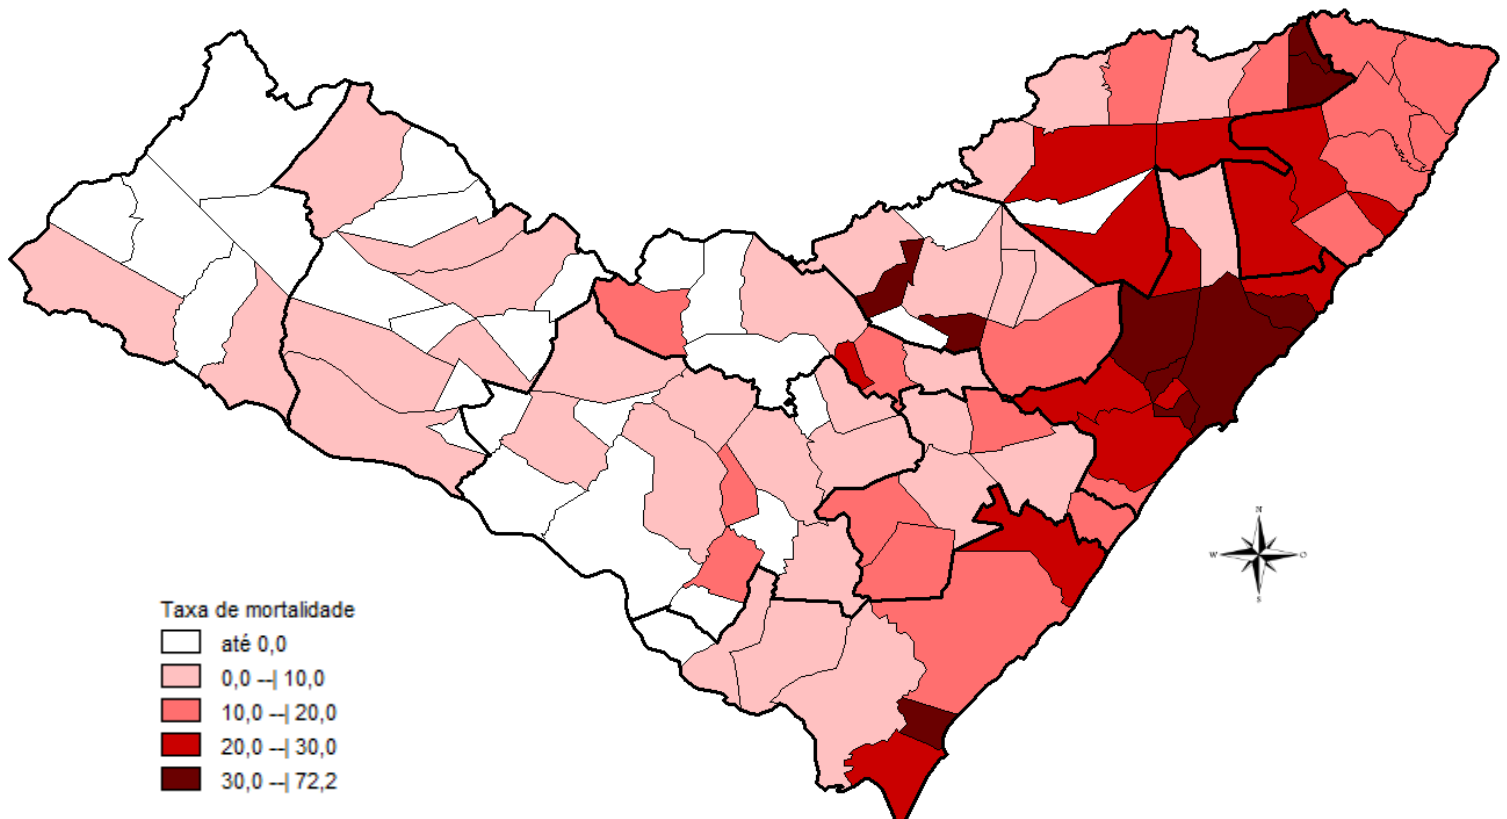 N
W
O
S
Taxa de mortalidade
até 0,0
0,0 --| 10,0
10,0 --| 20,0
20,0 --| 30,0
30,0 --| 72,2